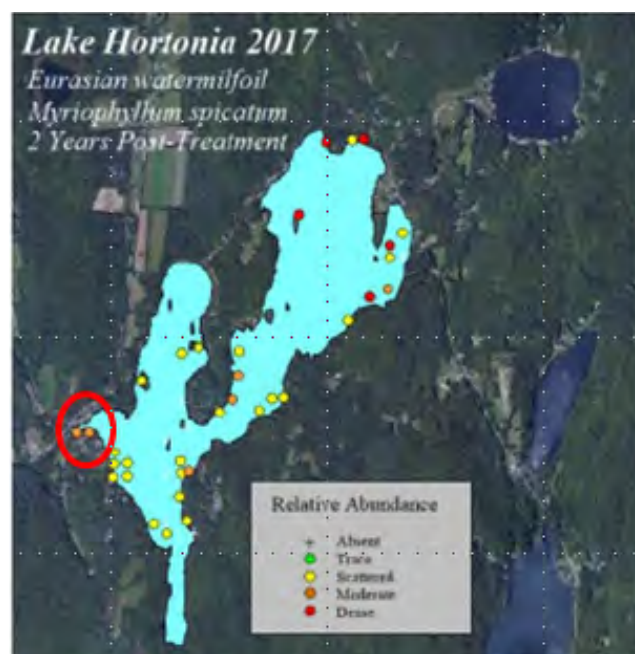 Lake Hortonia 2017
Eurasian watermilfoil
Myriophyllum spicatum
2 Years Post-Treatment
Relative Abundance
Absent
Trace
Scattered
Moderate
Dense